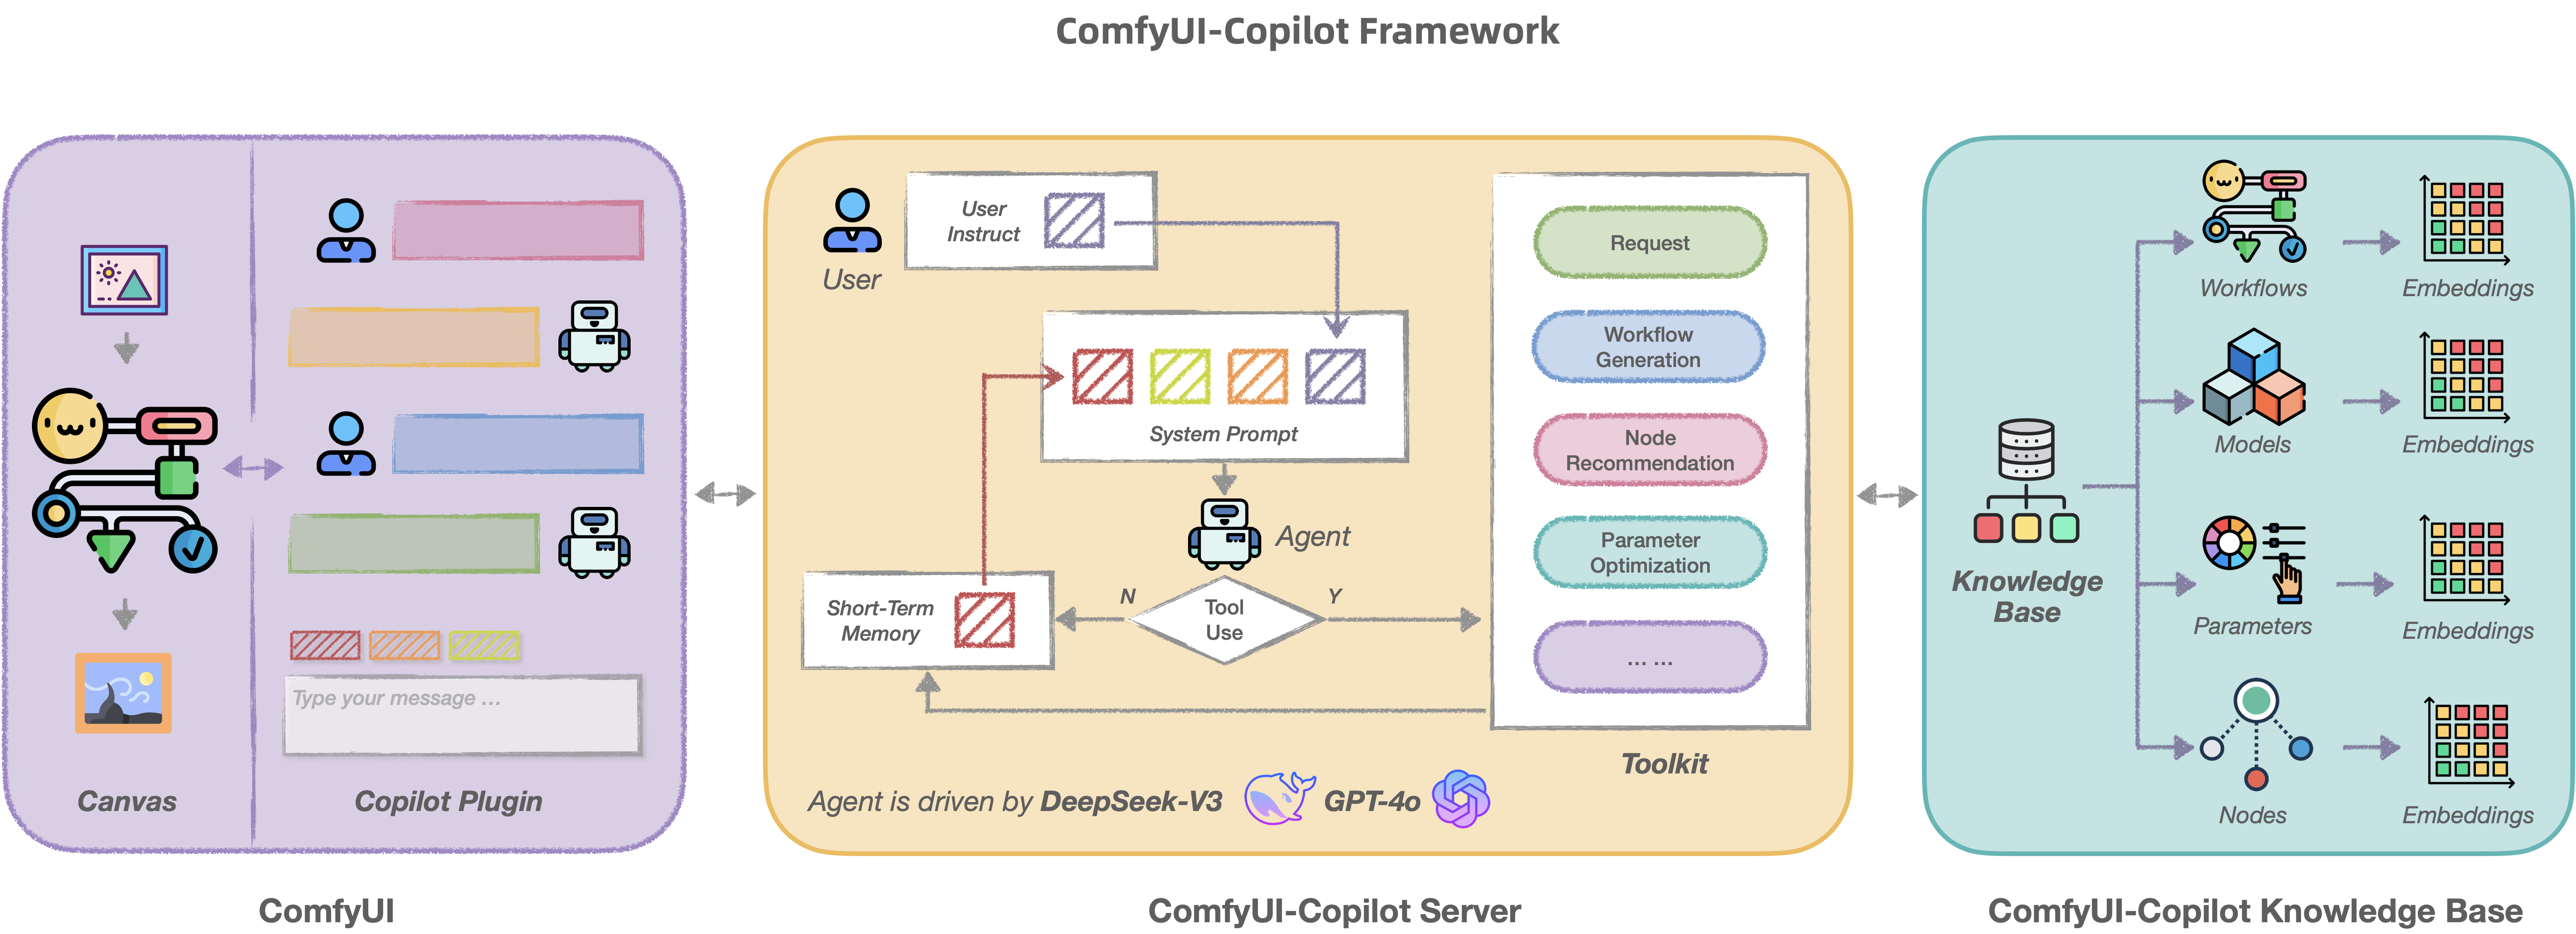 ComfyUI-Copilot Framework
Type your message ...
Canvas
Copilot Plugin
ComfyUI
User
User
Instruct
System Prompt
Agent
Short-Term
Memory
N
Tool
Use
Y
Request
Workflow
Generation
Node
Recommendation
Parameter
Optimization
... ...
Toolkit
Agent is driven by DeepSeek-V3 GPT-4o
ComfyUI-Copilot Server
Knowledge
Base
Workflows
Embeddings
Models
Embeddings
Parameters
Embeddings
Nodes
Embeddings
ComfyUI-Copilot Knowledge Base